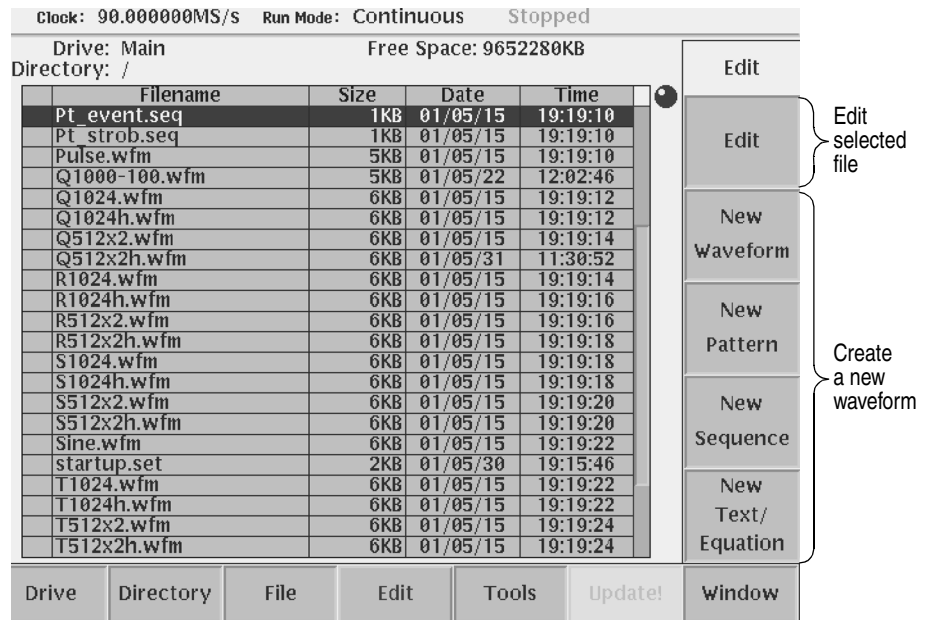 Clock: 90.000000MS/s Run Mode: Continuous Stopped
Drive: Main Free Space: 9652280KB
Directory: /
Filename Size Date Time
Pt_event.seq 1KB 01/05/15 19:19:10
Pt_strob.seq 1KB 01/05/15 19:19:10
Pulse.wfm 5KB 01/05/15 19:19:10
Q1000-100.wfm 5KB 01/05/22 12:02:46
Q1024.wfm 6KB 01/05/15 19:19:12
Q1024h.wfm 6KB 01/05/15 19:19:12
Q512x2.wfm 6KB 01/05/15 19:19:14
Q512x2h.wfm 6KB 01/05/31 11:30:52
R1024.wfm 6KB 01/05/15 19:19:14
R1024h.wfm 6KB 01/05/15 19:19:16
R512x2.wfm 6KB 01/05/15 19:19:16
R512x2h.wfm 6KB 01/05/15 19:19:18
S1024.wfm 6KB 01/05/15 19:19:18
S1024h.wfm 6KB 01/05/15 19:19:18
S512x2.wfm 6KB 01/05/15 19:19:20
S512x2h.wfm 6KB 01/05/15 19:19:20
Sine.wfm 6KB 01/05/15 19:19:22
startup.set 2KB 01/05/30 19:15:46
T1024.wfm 6KB 01/05/15 19:19:22
T1024h.wfm 6KB 01/05/15 19:19:22
T512x2.wfm 6KB 01/05/15 19:19:24
T512x2h.wfm 6KB 01/05/15 19:19:24
Edit
Edit
New
Waveform
New
Pattern
New
Sequence
New
Text/
Equation
Edit
selected
file
Create
a new
waveform
Drive Directory File Edit Tools Update! Window